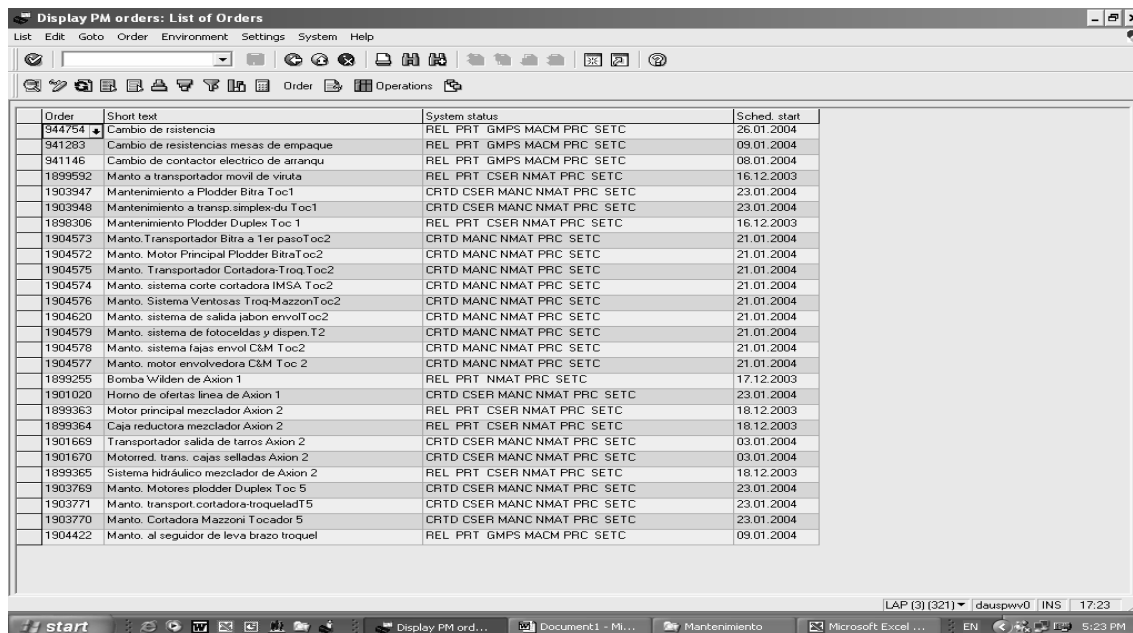 Display PM orders: List of Orders
List Edit Goto Order Environment Settings System Help
Order Operations
Order Short text System status Sched. start
944754 Cambio de rsistencia REL PRT GMPS MACM PRC SETC 26.01.2004
941283 Cambio de resistencias mesas de empaque REL PRT GMPS MACM PRC SETC 09.01.2004
941146 Cambio de contactor electrico de arranqu REL PRT GMPS MACM PRC SETC 08.01.2004
1899592 Manto a transportador movil de viruta REL PRT CSER NMAT PRC SETC 16.12.2003
1903947 Mantenimiento a Plodder Bitra Toc1 CRTD CSER MANC NMAT PRC SETC 23.01.2004
1903948 Mantenimiento a transp.simplex-du Toc1 CRTD CSER MANC NMAT PRC SETC 23.01.2004
1898306 Mantenimiento Plodder Duplex Toc 1 REL PRT CSER NMAT PRC SETC 16.12.2003
1904573 Manto.Transportador Bitra a 1er pasoToc2 CRTD MANC NMAT PRC SETC 21.01.2004
1904572 Manto. Motor Principal Plodder BitraToc2 CRTD MANC NMAT PRC SETC 21.01.2004
1904575 Manto. Transportador Cortadora-Troq.Toc2 CRTD MANC NMAT PRC SETC 21.01.2004
1904574 Manto. sistema corte cortadora IMSA Toc2 CRTD MANC NMAT PRC SETC 21.01.2004
1904576 Manto. Sistema Ventosas Troq-MazzonToc2 CRTD MANC NMAT PRC SETC 21.01.2004
1904620 Manto. sistema de salida jabon envolToc2 CRTD MANC NMAT PRC SETC 21.01.2004
1904579 Manto. sistema de fotoceldas y dispen.T2 CRTD MANC NMAT PRC SETC 21.01.2004
1904578 Manto. sistema fajas envol C&M Toc2 CRTD MANC NMAT PRC SETC 21.01.2004
1904577 Manto. motor envolvedora C&M Toc 2 CRTD MANC NMAT PRC SETC 21.01.2004
1899255 Bomba Wilden de Axion 1 REL PRT NMAT PRC SETC 17.12.2003
1901020 Horno de ofertas linea de Axion 1 CRTD CSER MANC NMAT PRC SETC 23.01.2004
1899363 Motor principal mezclador Axion 2 REL PRT CSER NMAT PRC SETC 18.12.2003
1899364 Caja reductora mezclador Axion 2 REL PRT CSER NMAT PRC SETC 18.12.2003
1901669 Transportador salida de tarros Axion 2 CRTD CSER MANC NMAT PRC SETC 03.01.2004
1901670 Motorred. trans. cajas selladas Axion 2 CRTD CSER MANC NMAT PRC SETC 03.01.2004
1899365 Sistema hidráulico mezclador de Axion 2 REL PRT CSER NMAT PRC SETC 18.12.2003
1903769 Manto. Motores plodder Duplex Toc 5 CRTD CSER MANC NMAT PRC SETC 23.01.2004
1903771 Manto. transport.cortadora-troqueladT5 CRTD CSER MANC NMAT PRC SETC 23.01.2004
1903770 Manto. Cortadora Mazzoni Tocador 5 CRTD CSER MANC NMAT PRC SETC 23.01.2004
1904422 Manto. al seguidor de leva brazo troquel REL PRT GMPS MACM PRC SETC 09.01.2004
LAP (3) (321) dauspwv0 INS 17:23
start Display PM ord... Document1 - Mi... Mantenimiento Microsoft Excel ... EN 5:23 PM